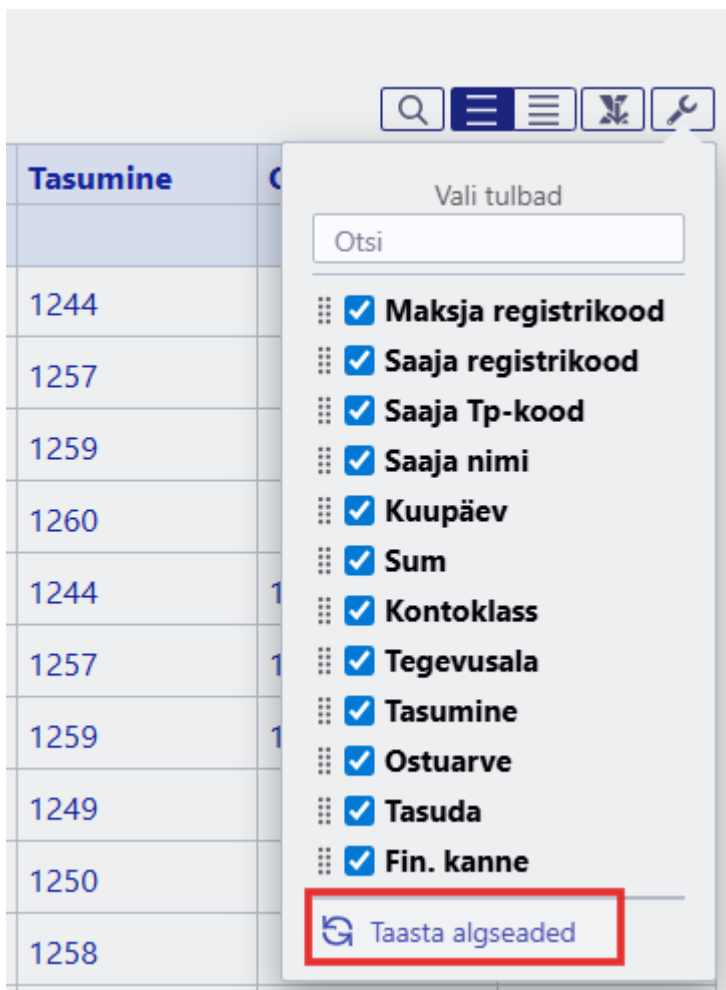 Tasumine
Vali tulbad
Otsi
Maksja registrikood
Saaja registrikood
Saaja Tp-kood
Saaja nimi
Kuupäev
Sum
Kontoklass
Tegevusala
Tasumine
Ostuarve
Tasuda
Fin. kanne
Taasta algseaded
1244
1257
1259
1260
1244
1257
1259
1249
1250
1258